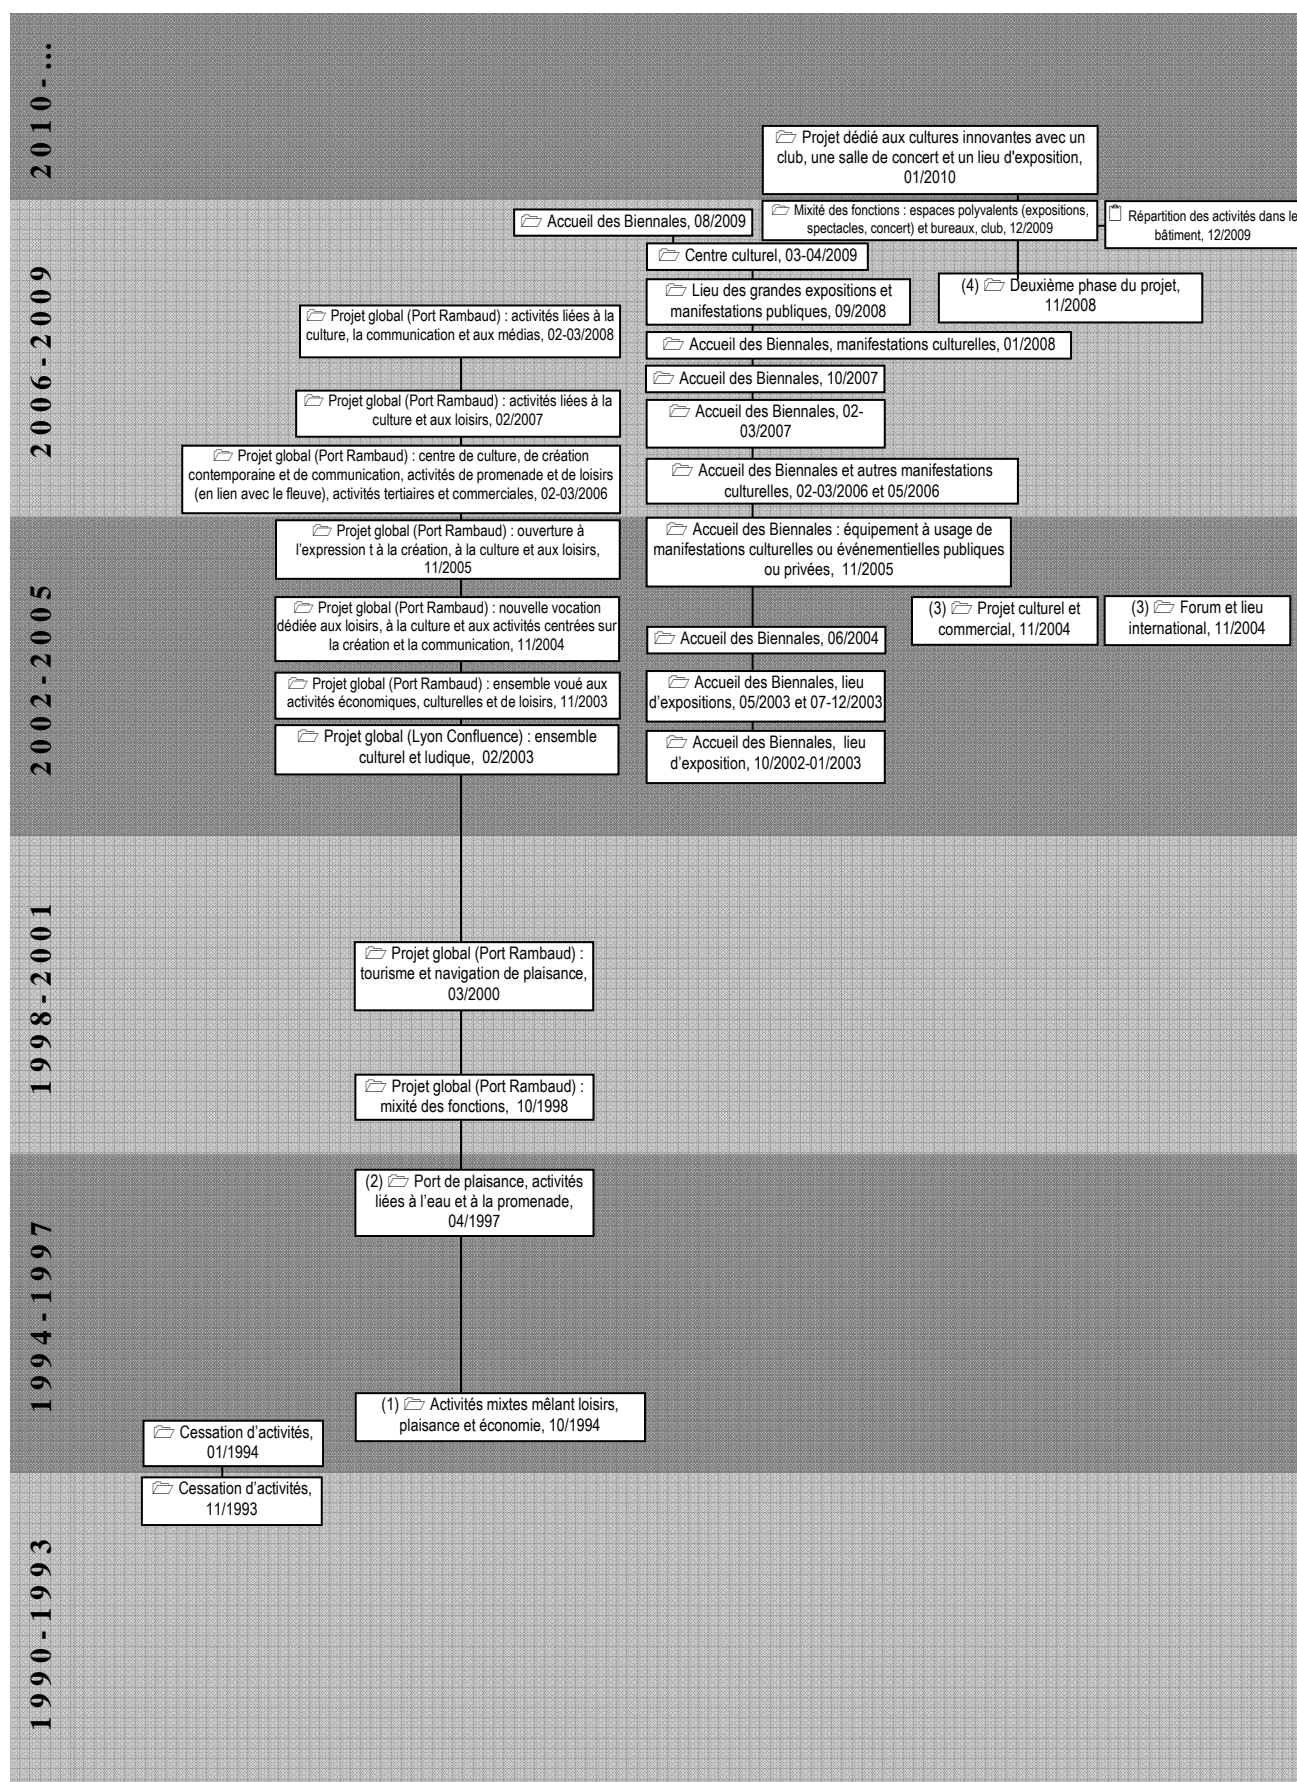 2010-...
Projet dédié aux cultures innovantes avec un
club, une salle de concert et un lieu d'exposition,
01/2010
2006-2009
Accueil des Biennales, 08/2009
Mixité des fonctions : espaces polyvalents (expositions,
spectacles, concert) et bureaux, club, 12/2009
Répartition des activités dans le
bâtiment, 12/2009
Centre culturel, 03-04/2009
Lieu des grandes expositions et
manifestations publiques, 09/2008
(4) Deuxième phase du projet,
11/2008
Projet global (Port Rambaud) : activités liées à la
culture, la communication et aux médias, 02-03/2008
Accueil des Biennales, manifestations culturelles, 01/2008
Accueil des Biennales, 10/2007
Projet global (Port Rambaud) : activités liées à la
culture et aux loisirs, 02/2007
Accueil des Biennales, 02-
03/2007
Projet global (Port Rambaud) : centre de culture, de création
contemporaine et de communication, activités de promenade et de loisirs
(en lien avec le fleuve), activités tertiaires et commerciales, 02-03/2006
Accueil des Biennales et autres manifestations
culturelles, 02-03/2006 et 05/2006
2002-2005
Projet global (Port Rambaud) : ouverture à
l'expression t à la création, à la culture et aux loisirs,
11/2005
Accueil des Biennales : équipement à usage de
manifestations culturelles ou événementielles publiques
ou privées, 11/2005
Projet global (Port Rambaud) : nouvelle vocation
dédiée aux loisirs, à la culture et aux activités centrées sur
la création et la communication, 11/2004
Accueil des Biennales, 06/2004
(3) Projet culturel et
commercial, 11/2004
(3) Forum et lieu
international, 11/2004
Projet global (Port Rambaud) : ensemble voué aux
activités économiques, culturelles et de loisirs, 11/2003
Accueil des Biennales, lieu
d'expositions, 05/2003 et 07-12/2003
Projet global (Lyon Confluence) : ensemble
culturel et ludique, 02/2003
Accueil des Biennales, lieu
d'exposition, 10/2002-01/2003
1998-2001
Projet global (Port Rambaud) :
tourisme et navigation de plaisance,
03/2000
Projet global (Port Rambaud) :
mixité des fonctions, 10/1998
1994-1997
(2) Port de plaisance, activités
liées à l'eau et à la promenade,
04/1997
(1) Activités mixtes mêlant loisirs,
plaisance et économie, 10/1994
Cessation d'activités,
01/1994
1990-1993
Cessation d'activités,
11/1993